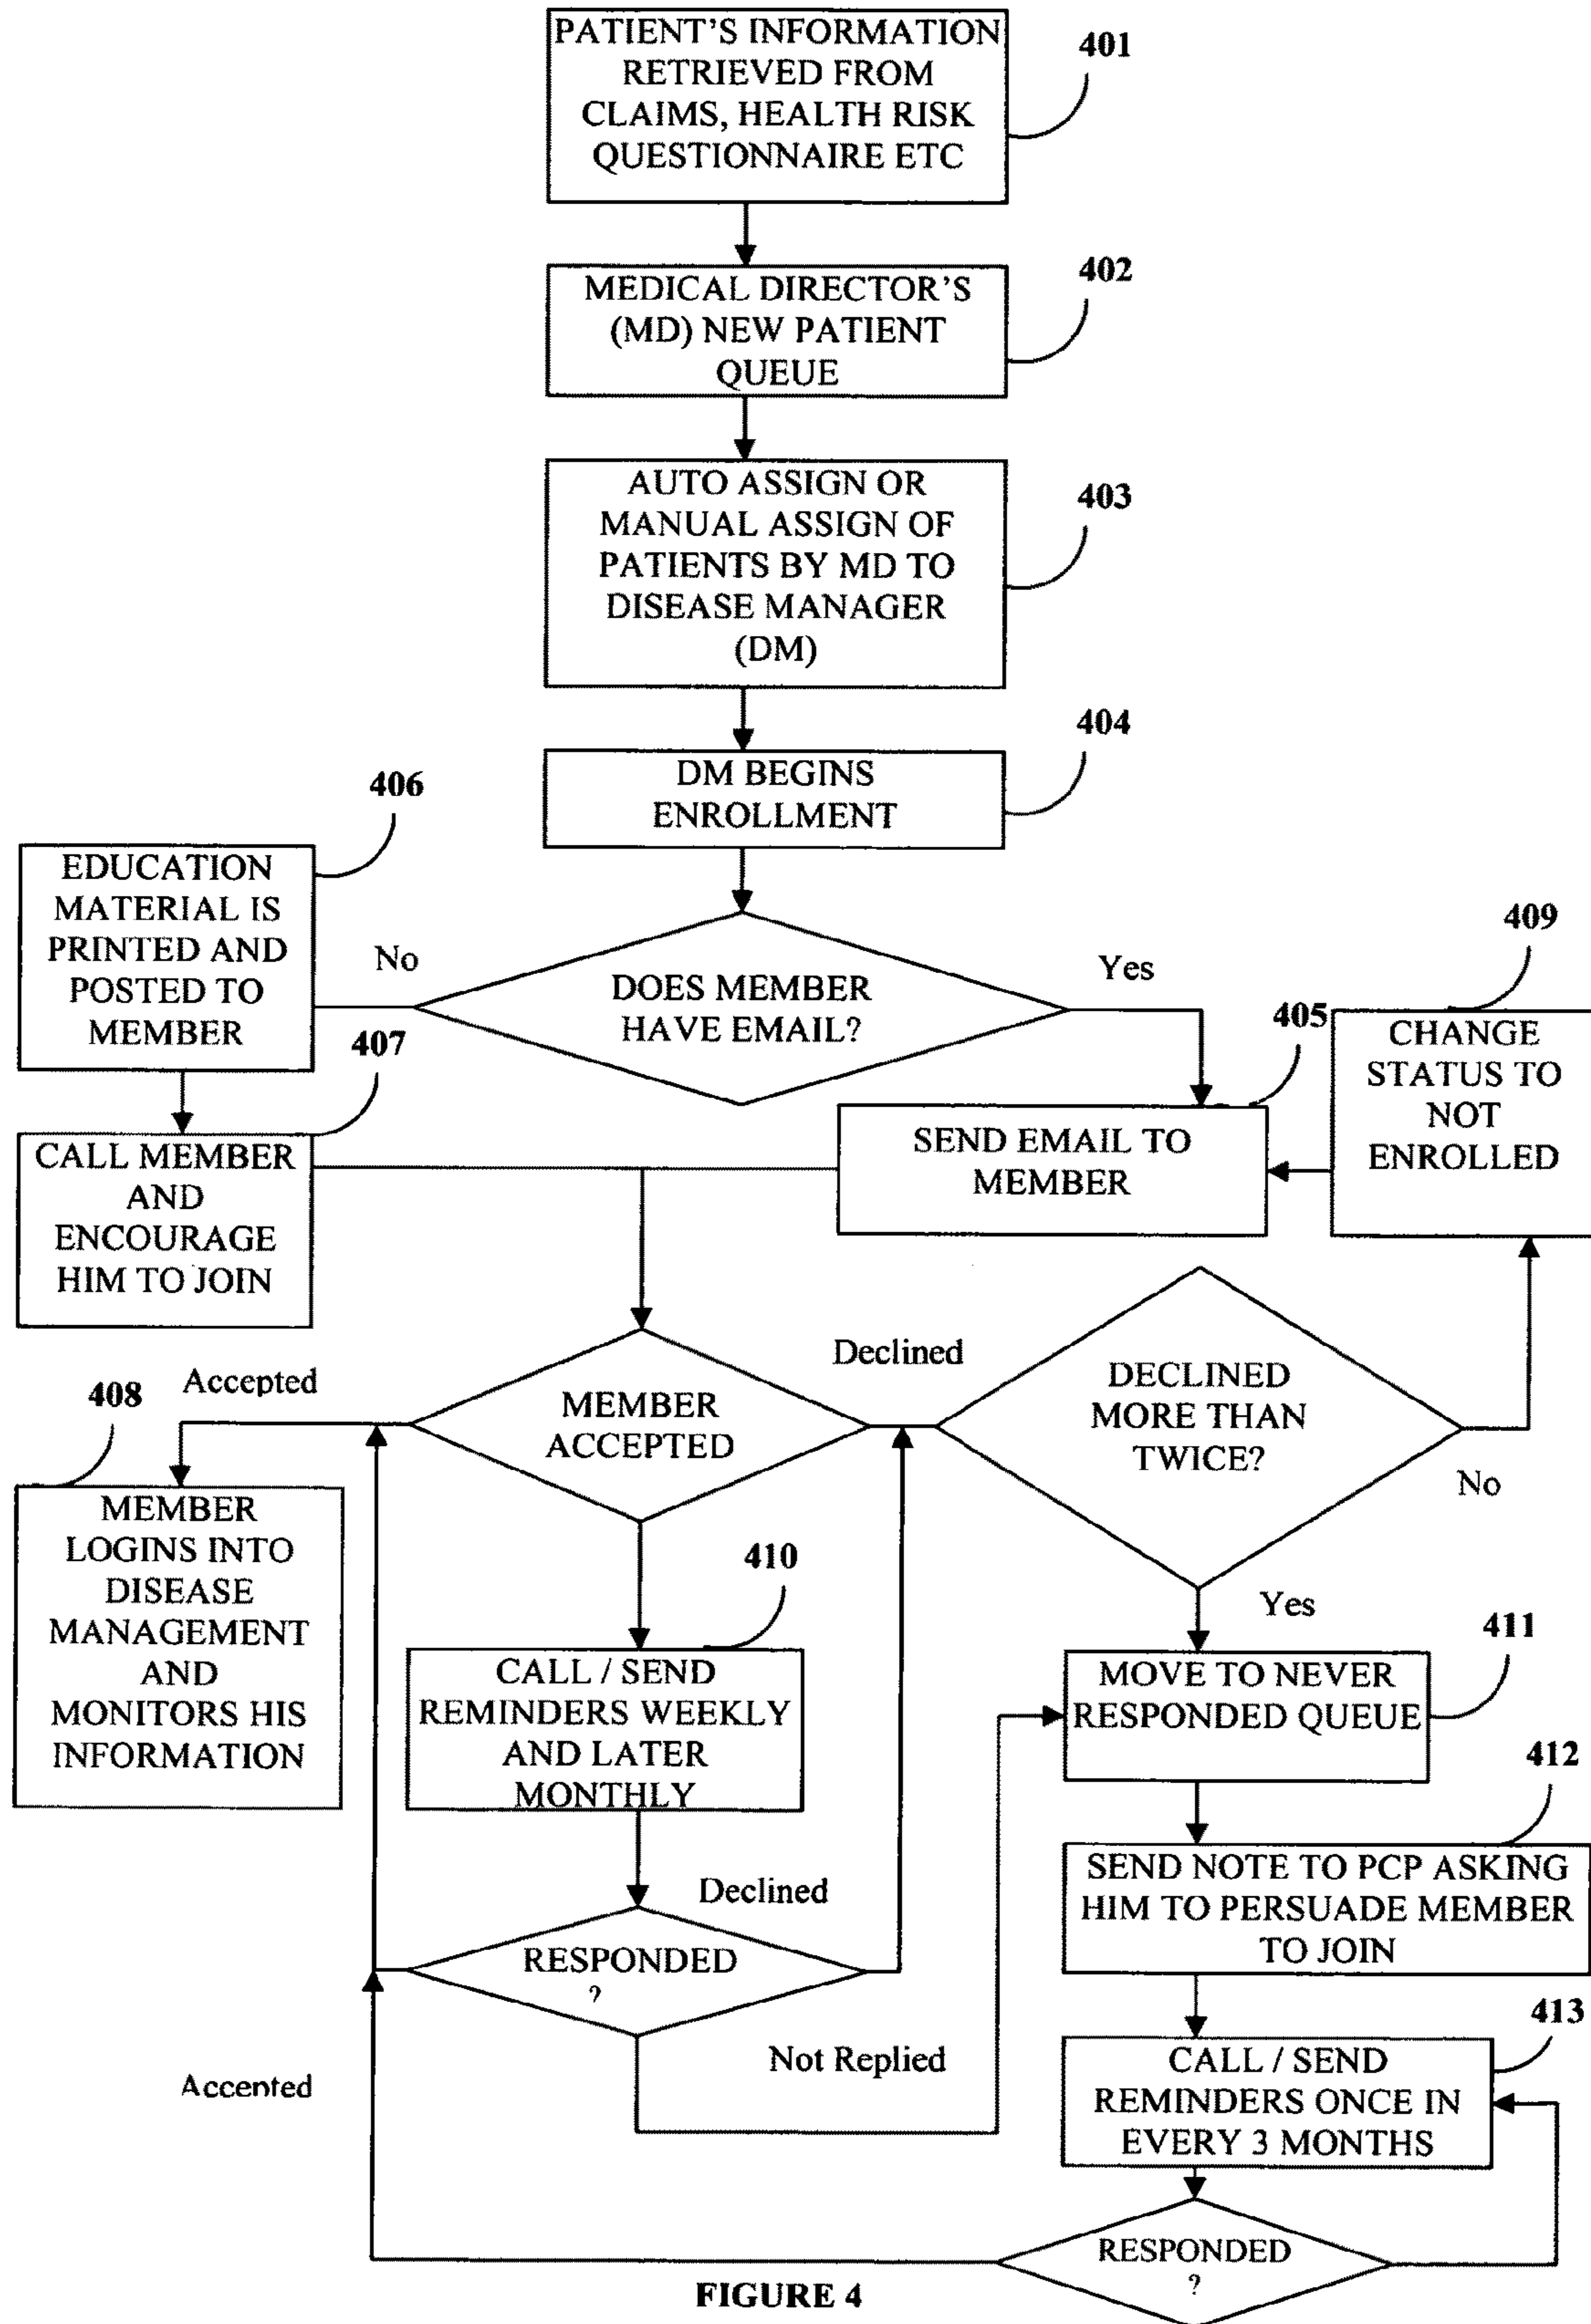 PATIENT'S INFORMATION
RETRIEVED FROM
CLAIMS, HEALTH RISK
QUESTIONNAIRE ETC
401
MEDICAL DIRECTOR'S
(MD) NEW PATIENT
QUEUE
402
AUTO ASSIGN OR
MANUAL ASSIGN OF
PATIENTS BY MD TO
DISEASE MANAGER
(DM)
403
DM BEGINS
ENROLLMENT
404
406
EDUCATION
MATERIAL IS
PRINTED AND
POSTED TO
MEMBER
No
DOES MEMBER
HAVE EMAIL?
Yes
409
CHANGE
STATUS TO
NOT
ENROLLED
405
SEND EMAIL TO
MEMBER
407
CALL MEMBER
AND
ENCOURAGE
HIM TO JOIN
Accepted
MEMBER
ACCEPTED
Declined
DECLINED
MORE THAN
TWICE?
No
Yes
408
MEMBER
LOGINS INTO
DISEASE
MANAGEMENT
AND
MONITORS HIS
INFORMATION
410
CALL / SEND
REMINDERS WEEKLY
AND LATER
MONTHLY
411
MOVE TO NEVER
RESPONDED QUEUE
Declined
RESPONDED
?
Not Replied
Accepted
412
SEND NOTE TO PCP ASKING
HIM TO PERSUADE MEMBER
TO JOIN
413
CALL / SEND
REMINDERS ONCE IN
EVERY 3 MONTHS
RESPONDED
?
FIGURE 4